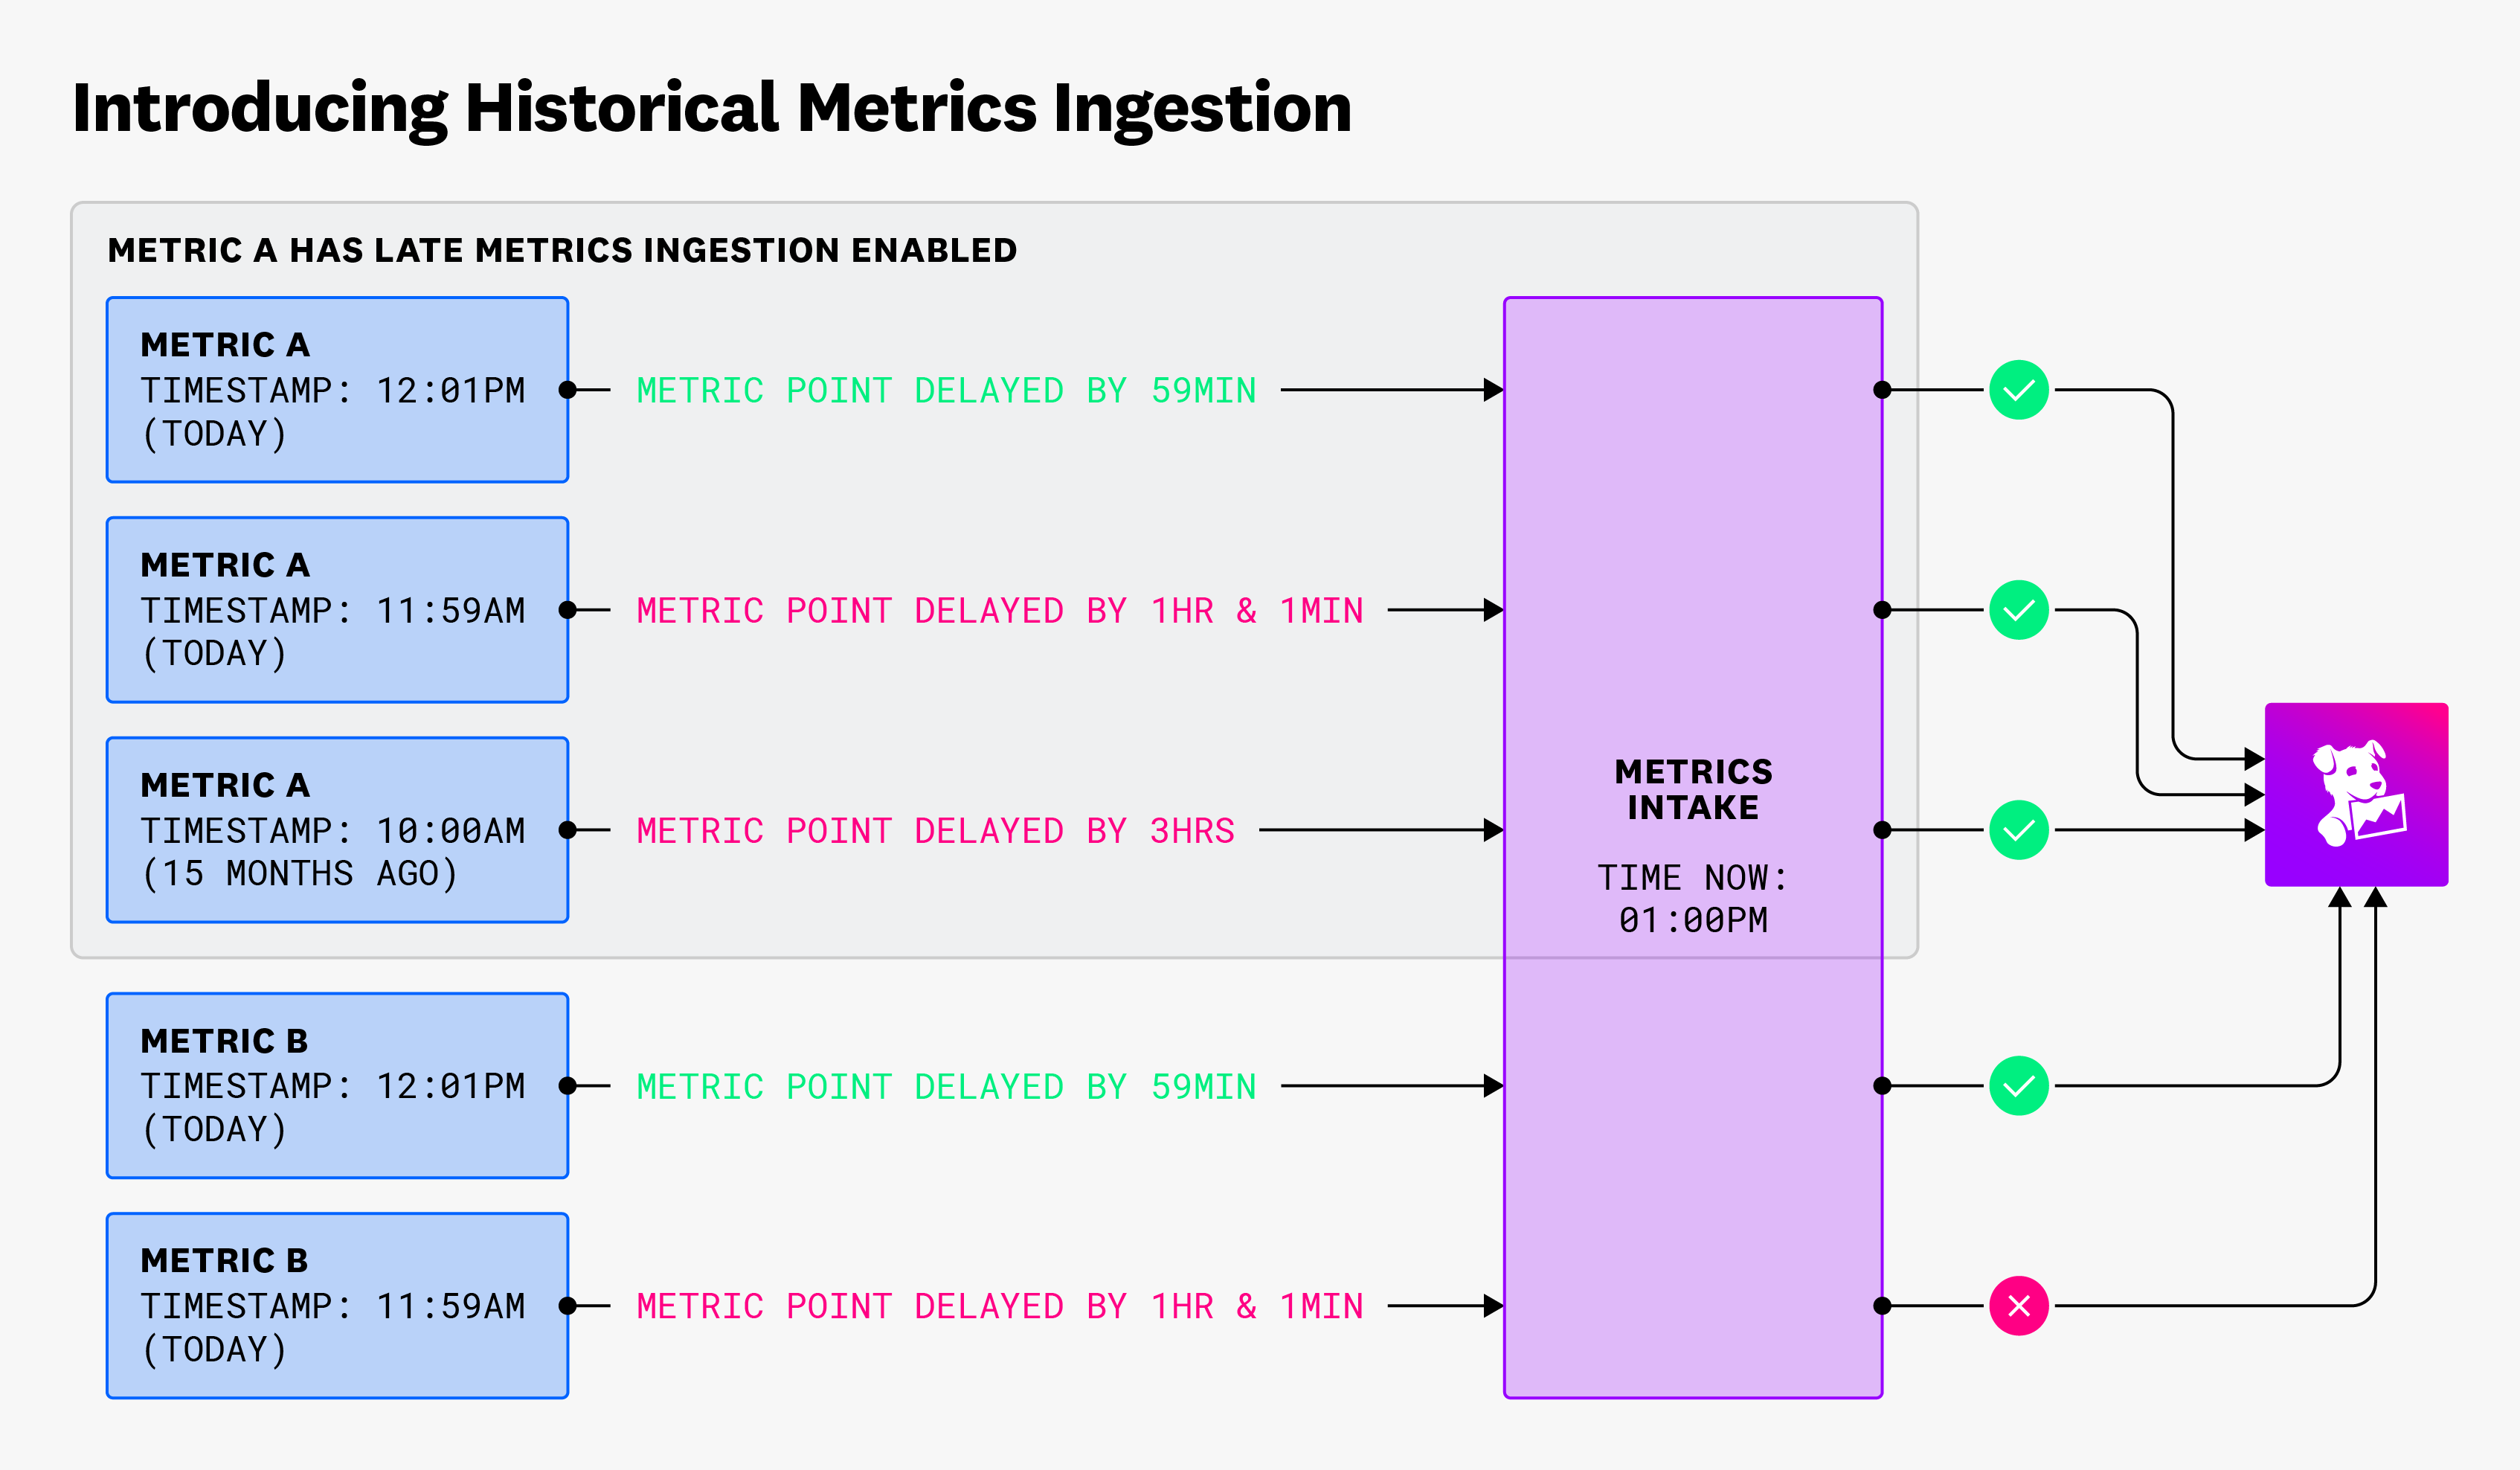 Introducing Historical Metrics Ingestion
METRIC A HAS LATE METRICS INGESTION ENABLED
METRIC A
TIMESTAMP: 12:01PM
(TODAY)
METRIC POINT DELAYED BY 59MIN
METRIC A
TIMESTAMP: 11:59AM
(TODAY)
METRIC POINT DELAYED BY 1HR & 1MIN
METRIC A
TIMESTAMP: 10:00AM
(15 MONTHS AGO)
METRIC POINT DELAYED BY 3HRS
METRICS
INTAKE
TIME NOW:
01:00PM
METRIC B
TIMESTAMP: 12:01PM
(TODAY)
METRIC POINT DELAYED BY 59MIN
METRIC B
TIMESTAMP: 11:59AM
(TODAY)
METRIC POINT DELAYED BY 1HR & 1MIN